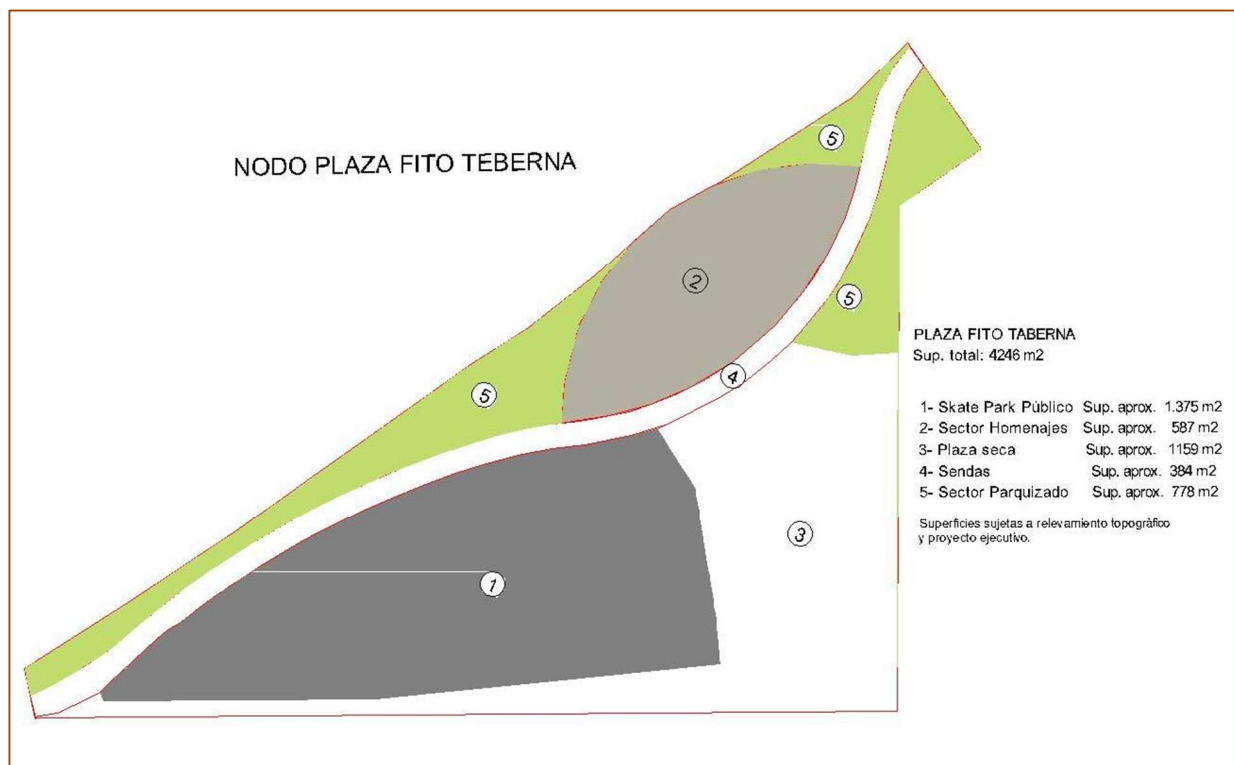 NODO PLAZA FITO TEBERNA
5
2
5
4
5
1
3
PLAZA FITO TABERNA
Sup. total: 4246 m2
1- Skate Park Público Sup. aprox. 1.375 m2
2- Sector Homenajes Sup. aprox. 587 m2
3- Plaza seca Sup. aprox. 1159 m2
4- Sendas Sup. aprox. 384 m2
5- Sector Parquizado Sup. aprox. 778 m2
Superficies sujetas a relevamiento topogràfico
y proyecto ejecutivo.